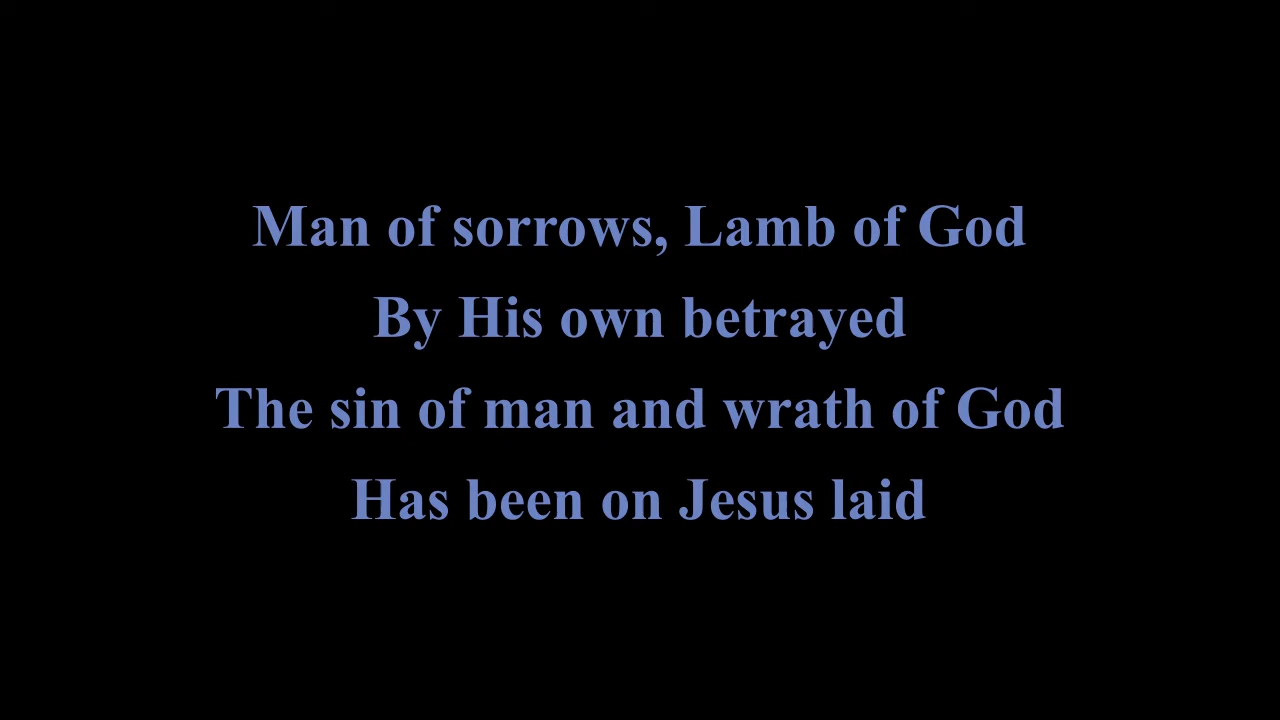 Man of sorrows, Lamb of God
By His own betrayed
The sin of man and wrath of God
Has been on Jesus laid